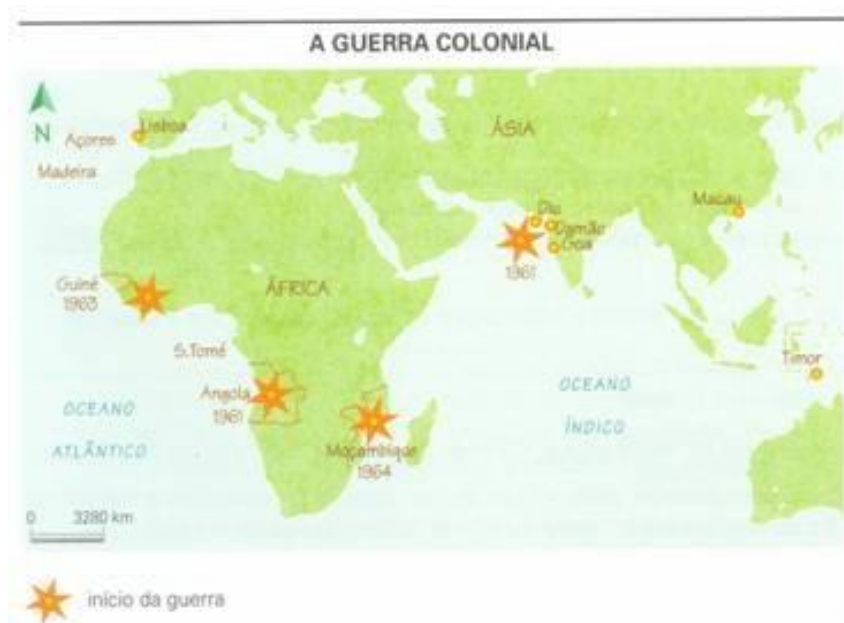 A GUERRA COLONIAL
N
Açores
Lisboa
Madeira
ÁSIA
Macau
Diu
Damão
Goa
1961
Guiné
1963
ÁFRICA
S.Tomé
Angola
1961
OCEANO
ATLÂNTICO
Moçambique
1964
OCEANO
ÍNDICO
Timor
0 3280 km
início da guerra